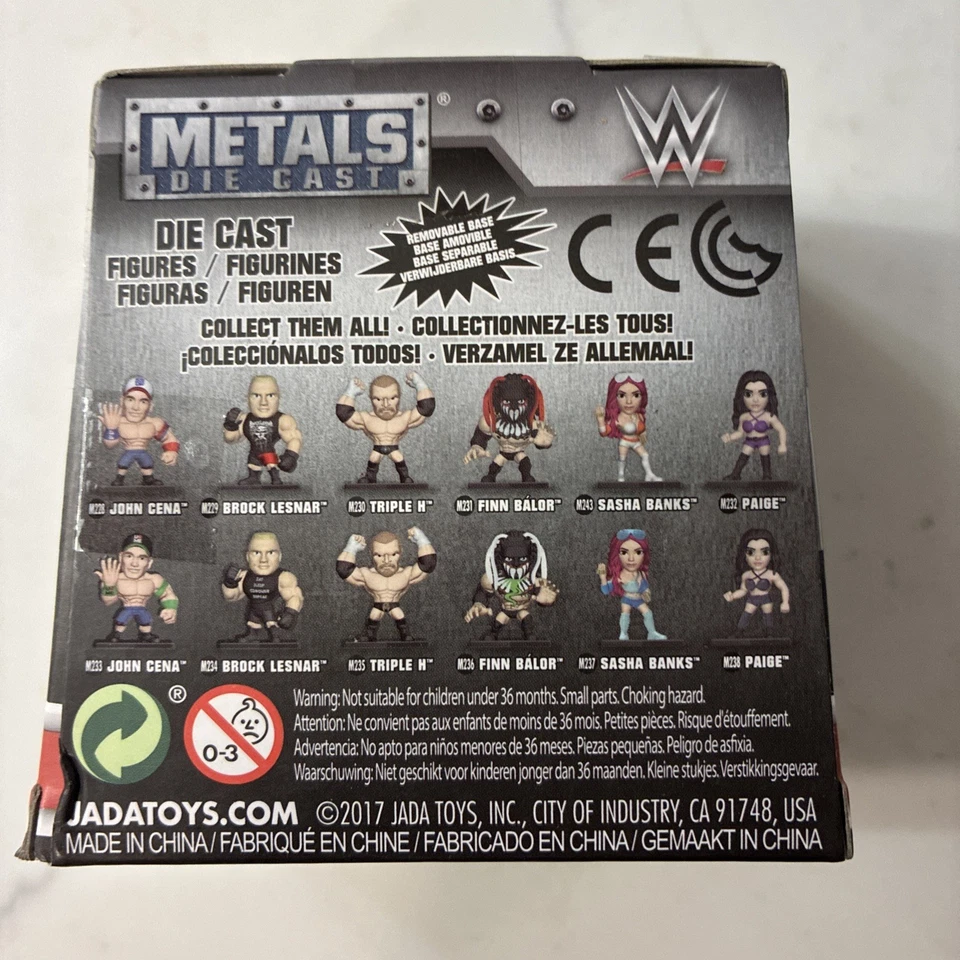 METALS ®
DIE CAST
W
DIE CAST
FIGURES / FIGURINES
FIGURAS / FIGUREN
REMOVABLE BASE
BASE AMOVIBLE
BASE SEPARABLE
VERWIJDERBARE BASIS
CE
COLLECT THEM ALL! · COLLECTIONNEZ-LES TOUS!
¡COLECCIÓNALOS TODOS! · VERZAMEL ZE ALLEMAAL!
M228 JOHN CENA™ M229 BROCK LESNAR™ M230 TRIPLE H™ M231 FINN BÁLOR™ M243 SASHA BANKS™ M232 PAIGE™
EAT
SLEEP
CONQUER
REPEAT
M233 JOHN CENA™ M234 BROCK LESNAR™ M235 TRIPLE H™ M236 FINN BÁLOR™ M237 SASHA BANKS™ M238 PAIGE™
®
0-3
Warning: Not suitable for children under 36 months. Small parts. Choking hazard.
Attention: Ne convient pas aux enfants de moins de 36 mois. Petites pièces. Risque d'étouffement.
Advertencia: No apto para niños menores de 36 meses. Piezas pequeñas. Peligro de asfixia.
Waarschuwing: Niet geschikt voor kinderen jonger dan 36 maanden. Kleine stukjes. Verstikkingsgevaar.
JADATOYS.COM ©2017 JADA TOYS, INC., CITY OF INDUSTRY, CA 91748, USA
MADE IN CHINA / FABRIQUÉ EN CHINE / FABRICADO EN CHINA / GEMAAKT IN CHINA